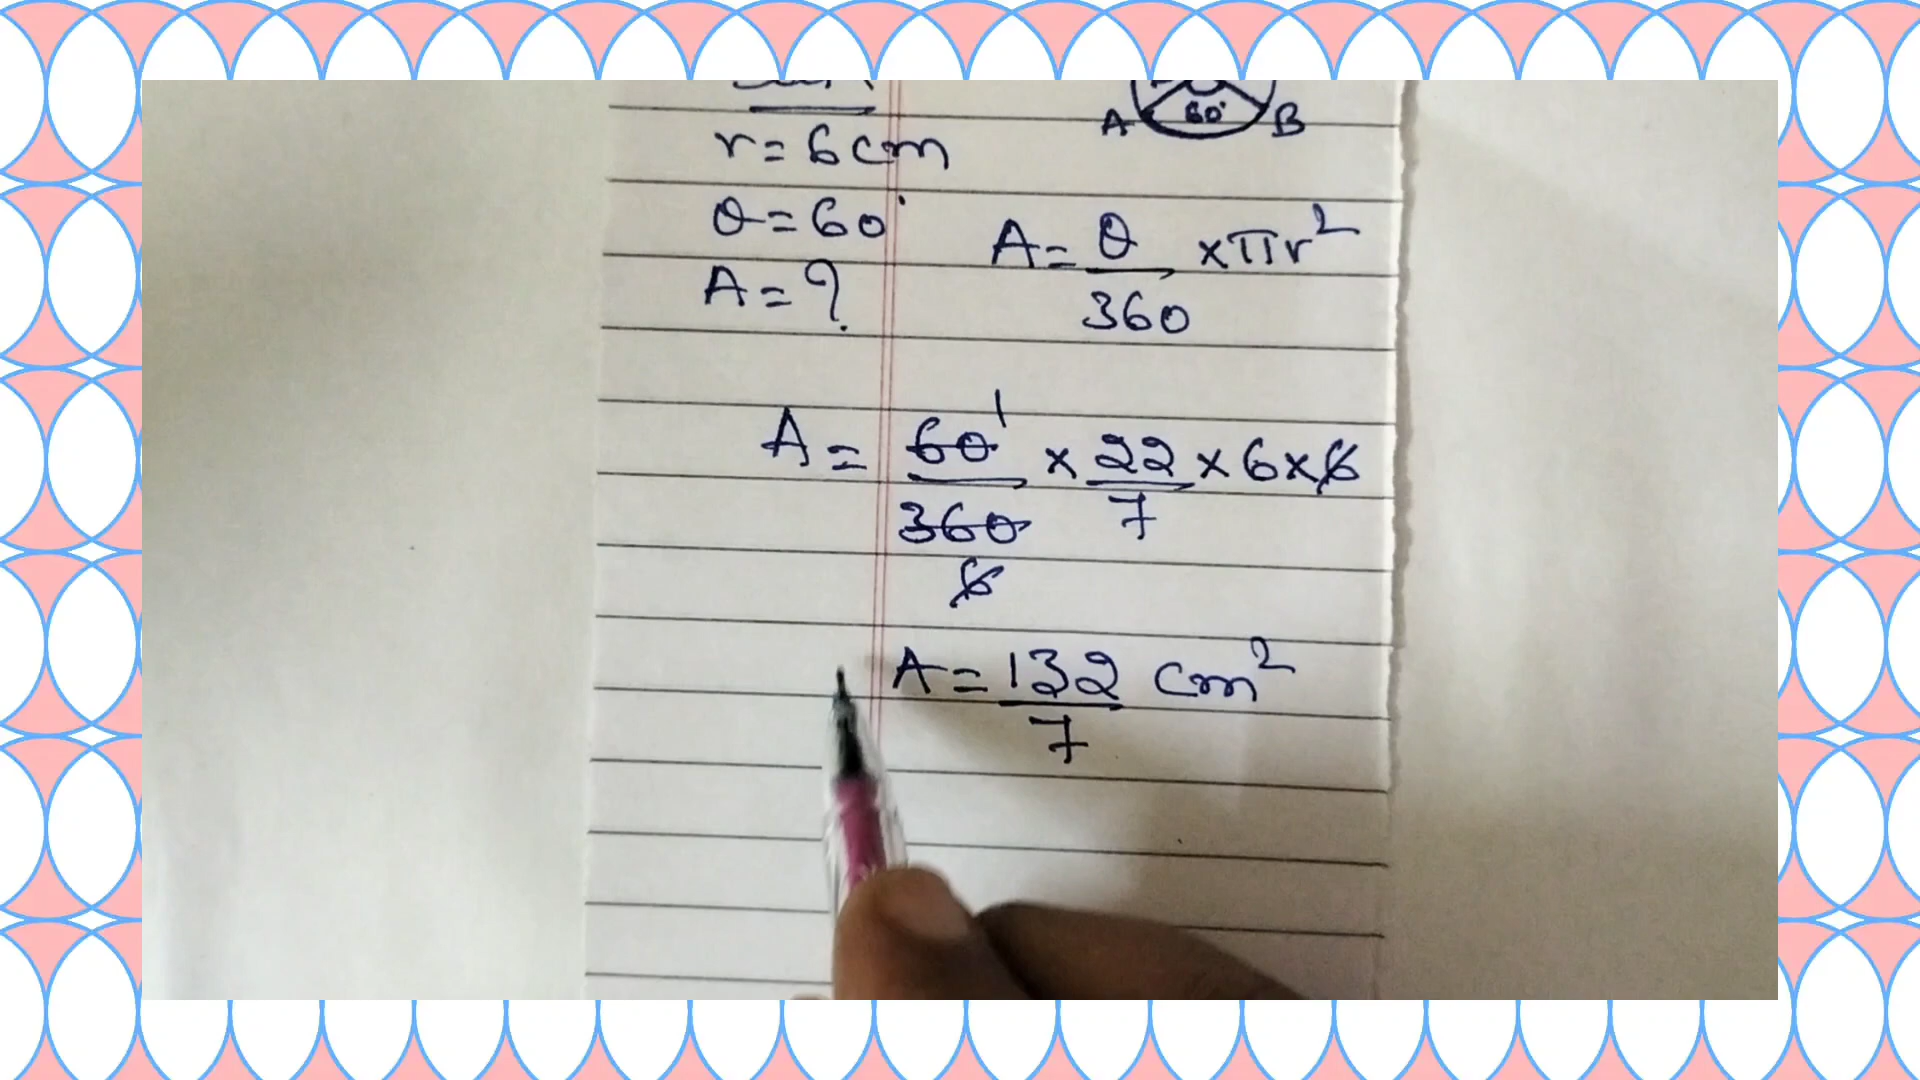 A 60° B
r = 6cm
θ = 60°
A = θ/360 × πr²
A = ?
A = 60 1/360 6 × 22/7 × 6 × 6
A = 132/7 cm²